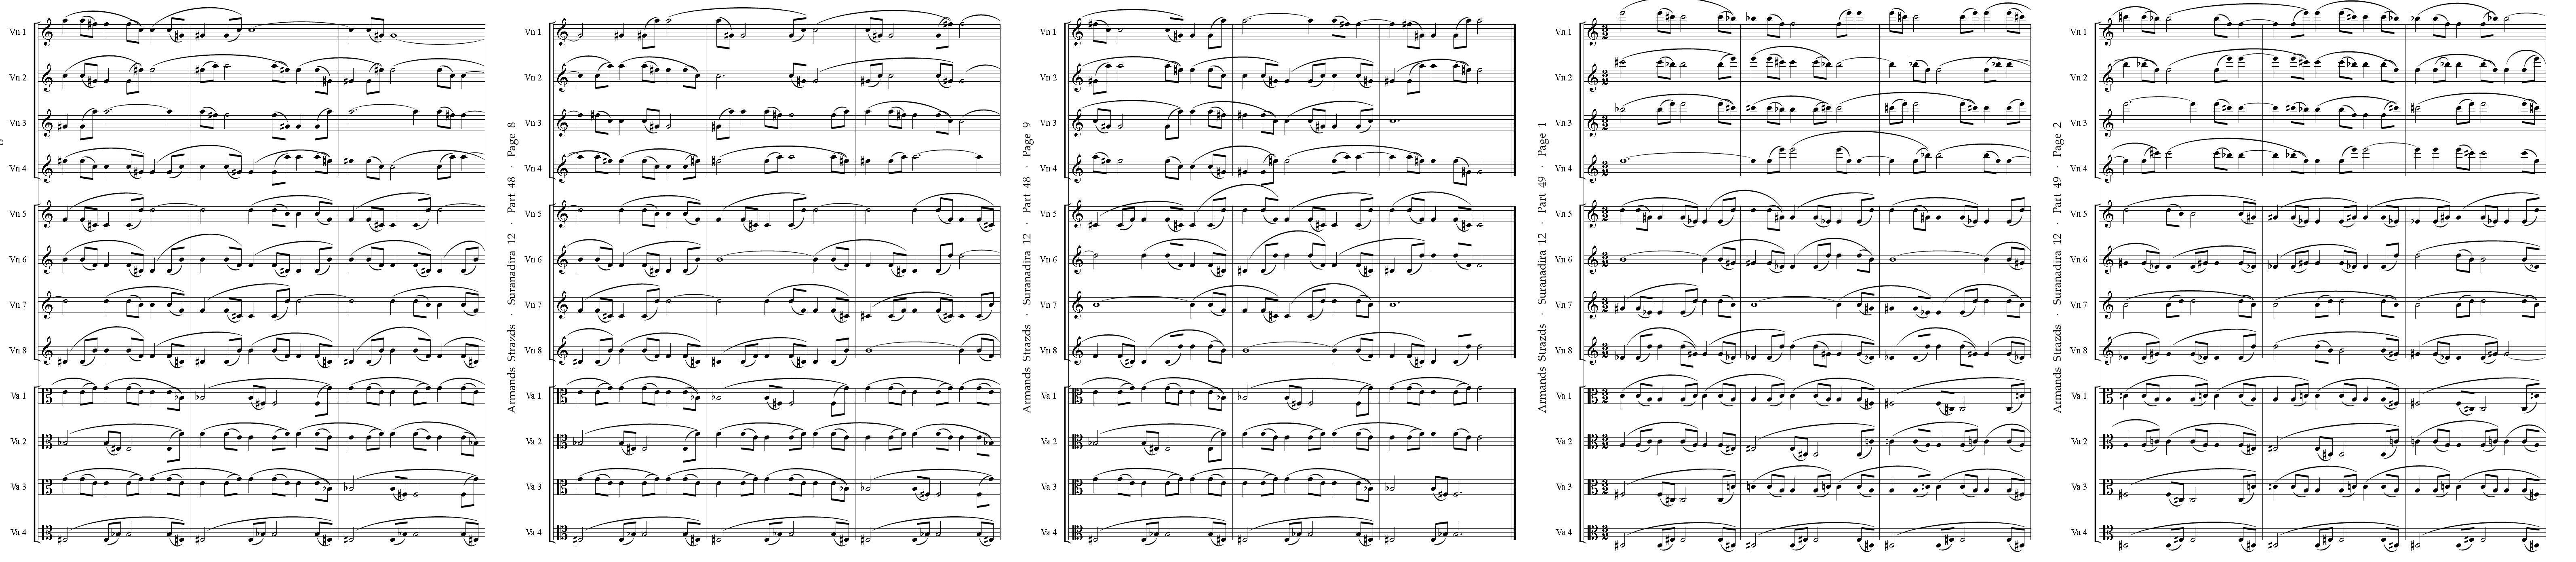 Vn 1
Vn 2
Vn 3
Vn 4
Vn 5
Vn 6
Vn 7
Vn 8
Va 1
Va 2
Va 3
Va 4
Armands Strazds · Suranadira 12 · Part 48 · Page 8
Vn 1
Vn 2
Vn 3
Vn 4
Vn 5
Vn 6
Vn 7
Vn 8
Va 1
Va 2
Va 3
Va 4
Armands Strazds · Suranadira 12 · Part 48 · Page 9
Vn 1
Vn 2
Vn 3
Vn 4
Vn 5
Vn 6
Vn 7
Vn 8
Va 1
Va 2
Va 3
Va 4
Armands Strazds · Suranadira 12 · Part 49 · Page 1
Vn 1
Vn 2
Vn 3
Vn 4
Vn 5
Vn 6
Vn 7
Vn 8
Va 1
Va 2
Va 3
Va 4
Armands Strazds · Suranadira 12 · Part 49 · Page 2
Vn 1
Vn 2
Vn 3
Vn 4
Vn 5
Vn 6
Vn 7
Vn 8
Va 1
Va 2
Va 3
Va 4